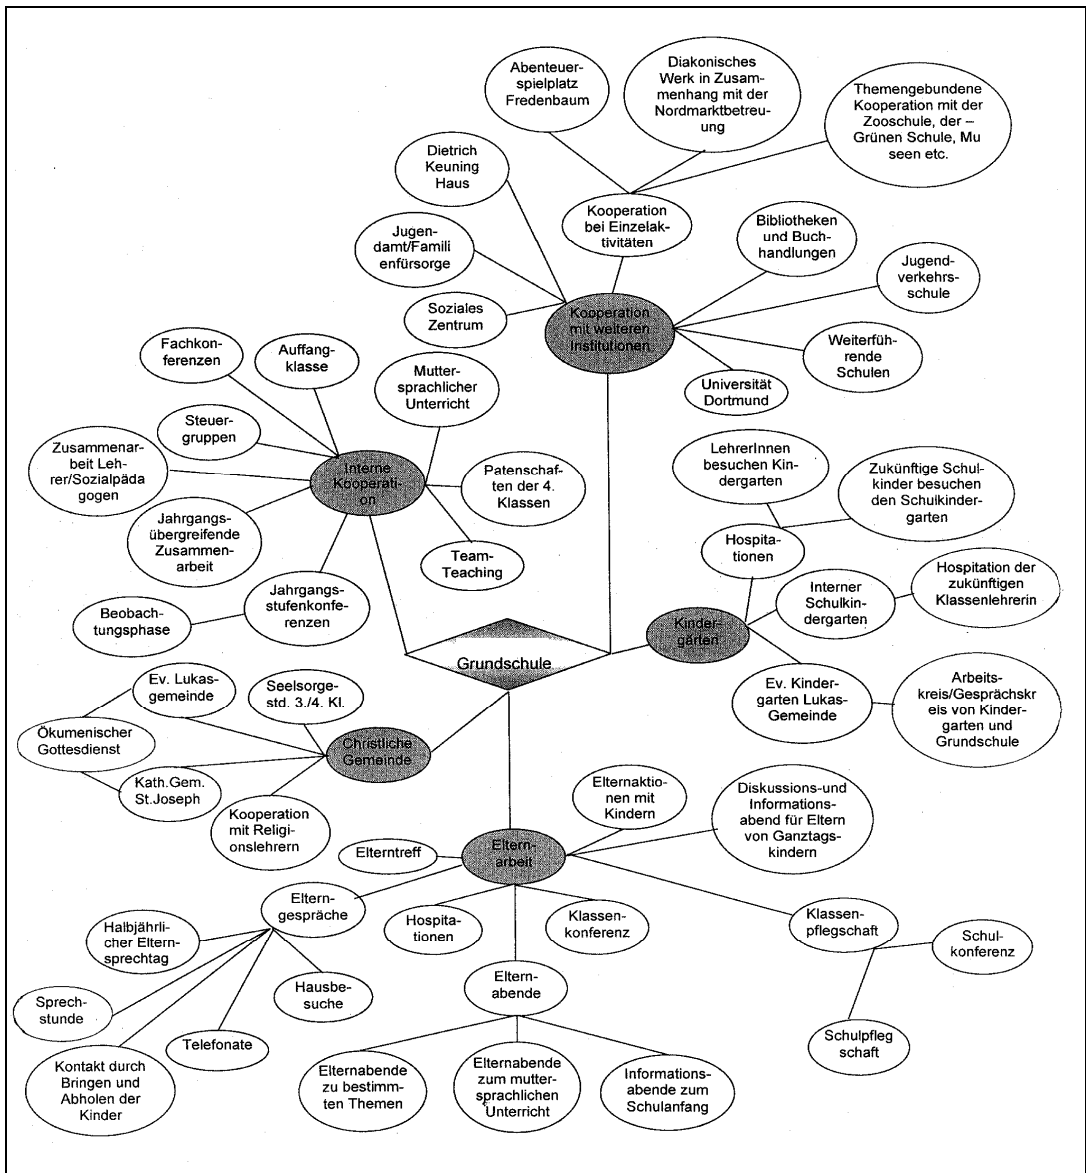 Abenteuer-
spielplatz
Fredenbaum
Diakonisches
Werk in Zusam-
menhang mit der
Nordmarktbetreu-
ung
Themengebundene
Kooperation mit der
Zooschule, der –
Grünen Schule, Mu
seen etc.
Dietrich
Keuning
Haus
Kooperation
bei Einzelak-
tivitäten
Bibliotheken
und Buch-
handlungen
Jugen-
damt/Famili
enfürsorge
Jugend-
verkehrs-
schule
Soziales
Zentrum
Kooperation
mit weiteren
Institutionen
Weiterfüh-
rende
Schulen
Universität
Dortmund
Fachkon-
ferenzen
Auffang-
klasse
Mutter-
sprachlicher
Unterricht
Steuer-
gruppen
Zusammenar-
beit Leh-
rer/Sozialpäda
gogen
Interne
Kooperati-
on
Patenschaf-
ten der 4.
Klassen
Jahrgangs-
übergreifende
Zusammen-
arbeit
Team-
Teaching
Jahrgangs-
stufenkonfe-
renzen
Beobach-
tungsphase
LehrerInnen
besuchen Kin-
dergarten
Zukünftige Schul-
kinder besuchen
den Schulkinder-
garten
Hospita-
tionen
Interner
Schulkin-
dergarten
Hospitation der
zukünftigen
Klassenlehrerin
Kinder-
gärten
Ev. Kinder-
garten Lukas-
Gemeinde
Arbeits-
kreis/Gesprächskr
eis von Kinder-
garten und
Grundschule
Grundschule
Ev. Lukas-
gemeinde
Seelsorge-
std. 3./4. Kl.
Ökumenischer
Gottesdienst
Christliche
Gemeinde
Kath.Gem.
St.Joseph
Kooperation
mit Religi-
onslehrern
Elternaktio-
nen mit
Kindern
Diskussions-und
Informations-
abend für Eltern
von Ganztags-
kindern
Elterntreff
Eltern-
arbeit
Eltern-
gespräche
Hospita-
tionen
Klassen-
konferenz
Klassen-
pflegschaft
Schul-
konferenz
Halbjährli-
cher Eltern-
sprechtag
Hausbe-
suche
Eltern-
abende
Sprech-
stunde
Telefonate
Schulpfleg
schaft
Kontakt durch
Bringen und
Abholen der
Kinder
Elternabende
zu bestimm-
ten Themen
Elternabende
zum mutter-
sprachlichen
Unterricht
Informations-
abende zum
Schulanfang